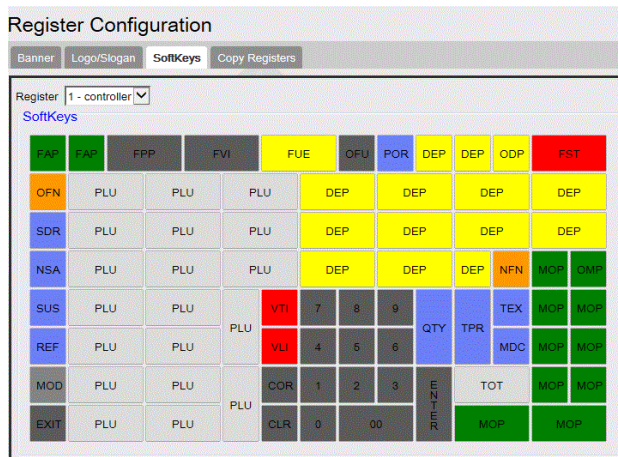 Register Configuration
Banner Logo/Slogan SoftKeys Copy Registers
Register 1 - controller
SoftKeys
FAP FAP FPP FVI FUE OFU POR DEP DEP ODP FST
OFN PLU PLU PLU DEP DEP DEP DEP
SDR PLU PLU PLU DEP DEP DEP DEP
NSA PLU PLU PLU DEP DEP DEP NFN MOP OMP
SUS PLU PLU PLU VTI 7 8 9 QTY TPR TEX MOP MOP
REF PLU PLU VLI 4 5 6 MDC MOP MOP
MOD PLU PLU PLU COR 1 2 3 ENTER TOT MOP MOP
EXIT PLU PLU CLR 0 00 MOP MOP